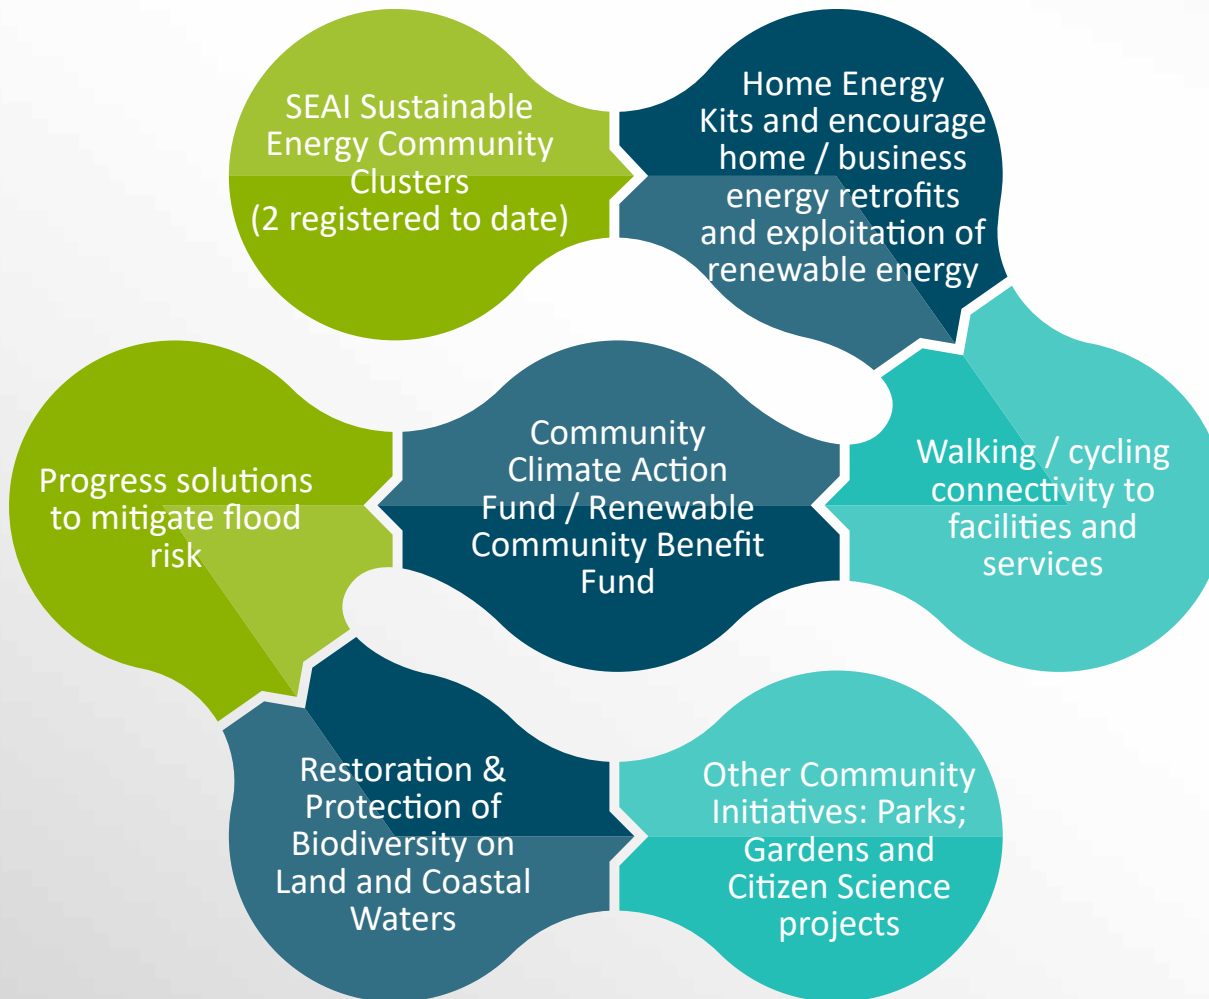 SEAI Sustainable
Energy Community
Clusters
(2 registered to date)
Home Energy
Kits and encourage
home / business
energy retrofits
and exploitation of
renewable energy
Walking / cycling
connectivity to
facilities and
services
Community
Climate Action
Fund / Renewable
Community Benefit
Fund
Progress solutions
to mitigate flood
risk
Restoration &
Protection of
Biodiversity on
Land and Coastal
Waters
Other Community
Initiatives: Parks;
Gardens and
Citizen Science
projects